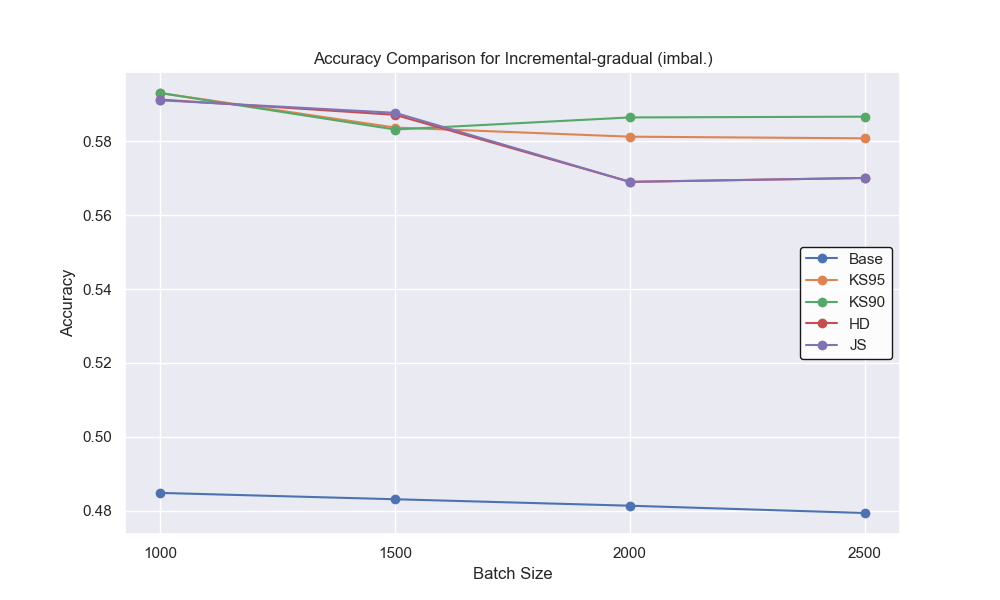 Accuracy Comparison for Incremental-gradual (imbal.)
0.58
0.56
0.54
0.52
0.50
0.48
Accuracy
Base
KS95
KS90
HD
JS
1000 1500 2000 2500
Batch Size